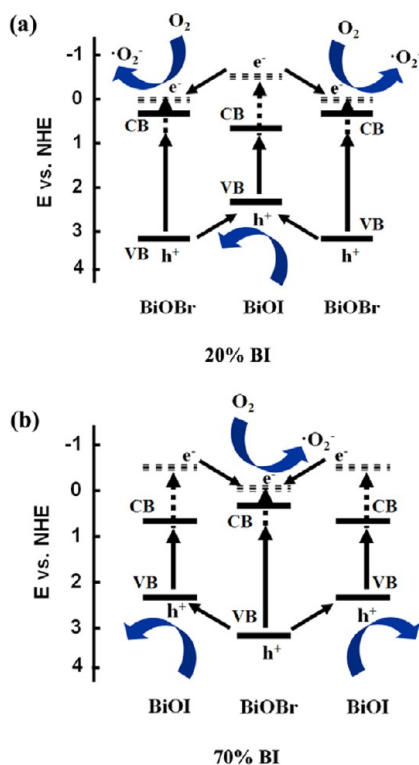 (a)
E vs. NHE
-1
0
1
2
3
4
·O₂⁻ O₂ e⁻ O₂ ·O₂⁻
e⁻ e⁻
CB CB CB
VB
VB h⁺ VB
h⁺ h⁺
BiOBr BiOI BiOBr
20% BI
(b)
E vs. NHE
-1
0
1
2
3
4
O₂
e⁻ ·O₂⁻ e⁻
e⁻
CB CB CB
VB VB
h⁺ VB h⁺
h⁺
BiOI BiOBr BiOI
70% BI